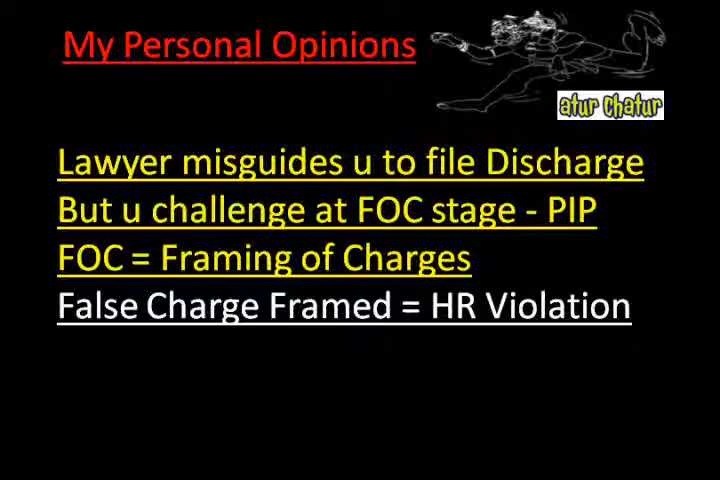 My Personal Opinions
atur chatur
Lawyer misguides u to file Discharge
But u challenge at FOC stage - PIP
FOC = Framing of Charges
False Charge Framed = HR Violation